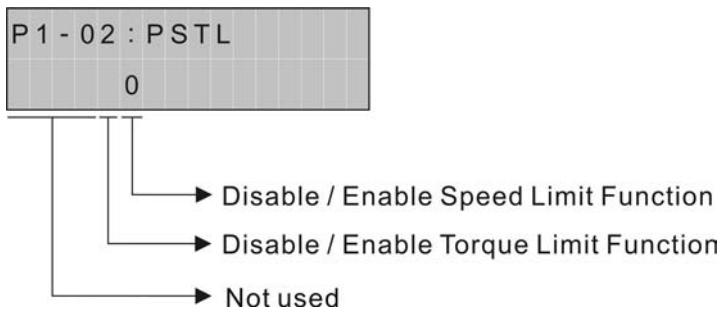 P1-02:PSTL
0
Disable / Enable Speed Limit Function
Disable / Enable Torque Limit Function
Not used